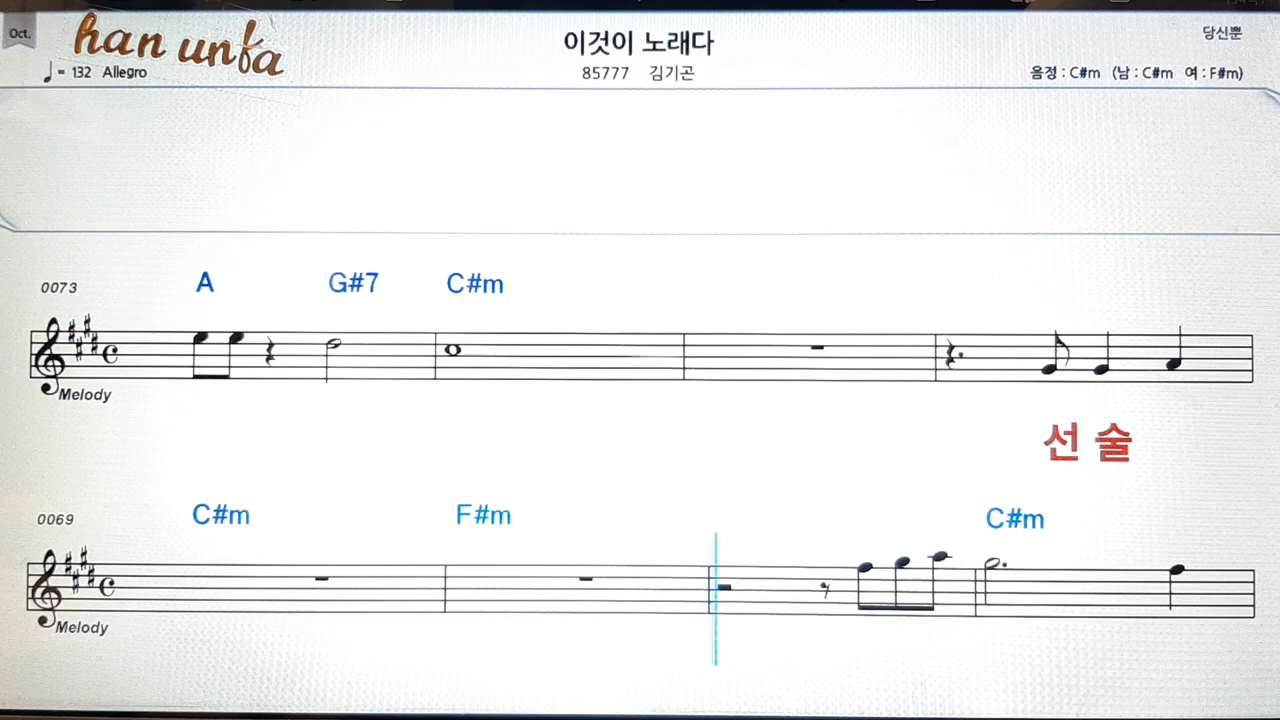 Oct.
han unfa
이것이 노래다
당신뿐
♩= 132 Allegro
85777 김기곤
음정 : C#m (남 : C#m 여 : F#m)
0073
A G#7 C#m
Melody
선 술
0069
C#m F#m C#m
Melody